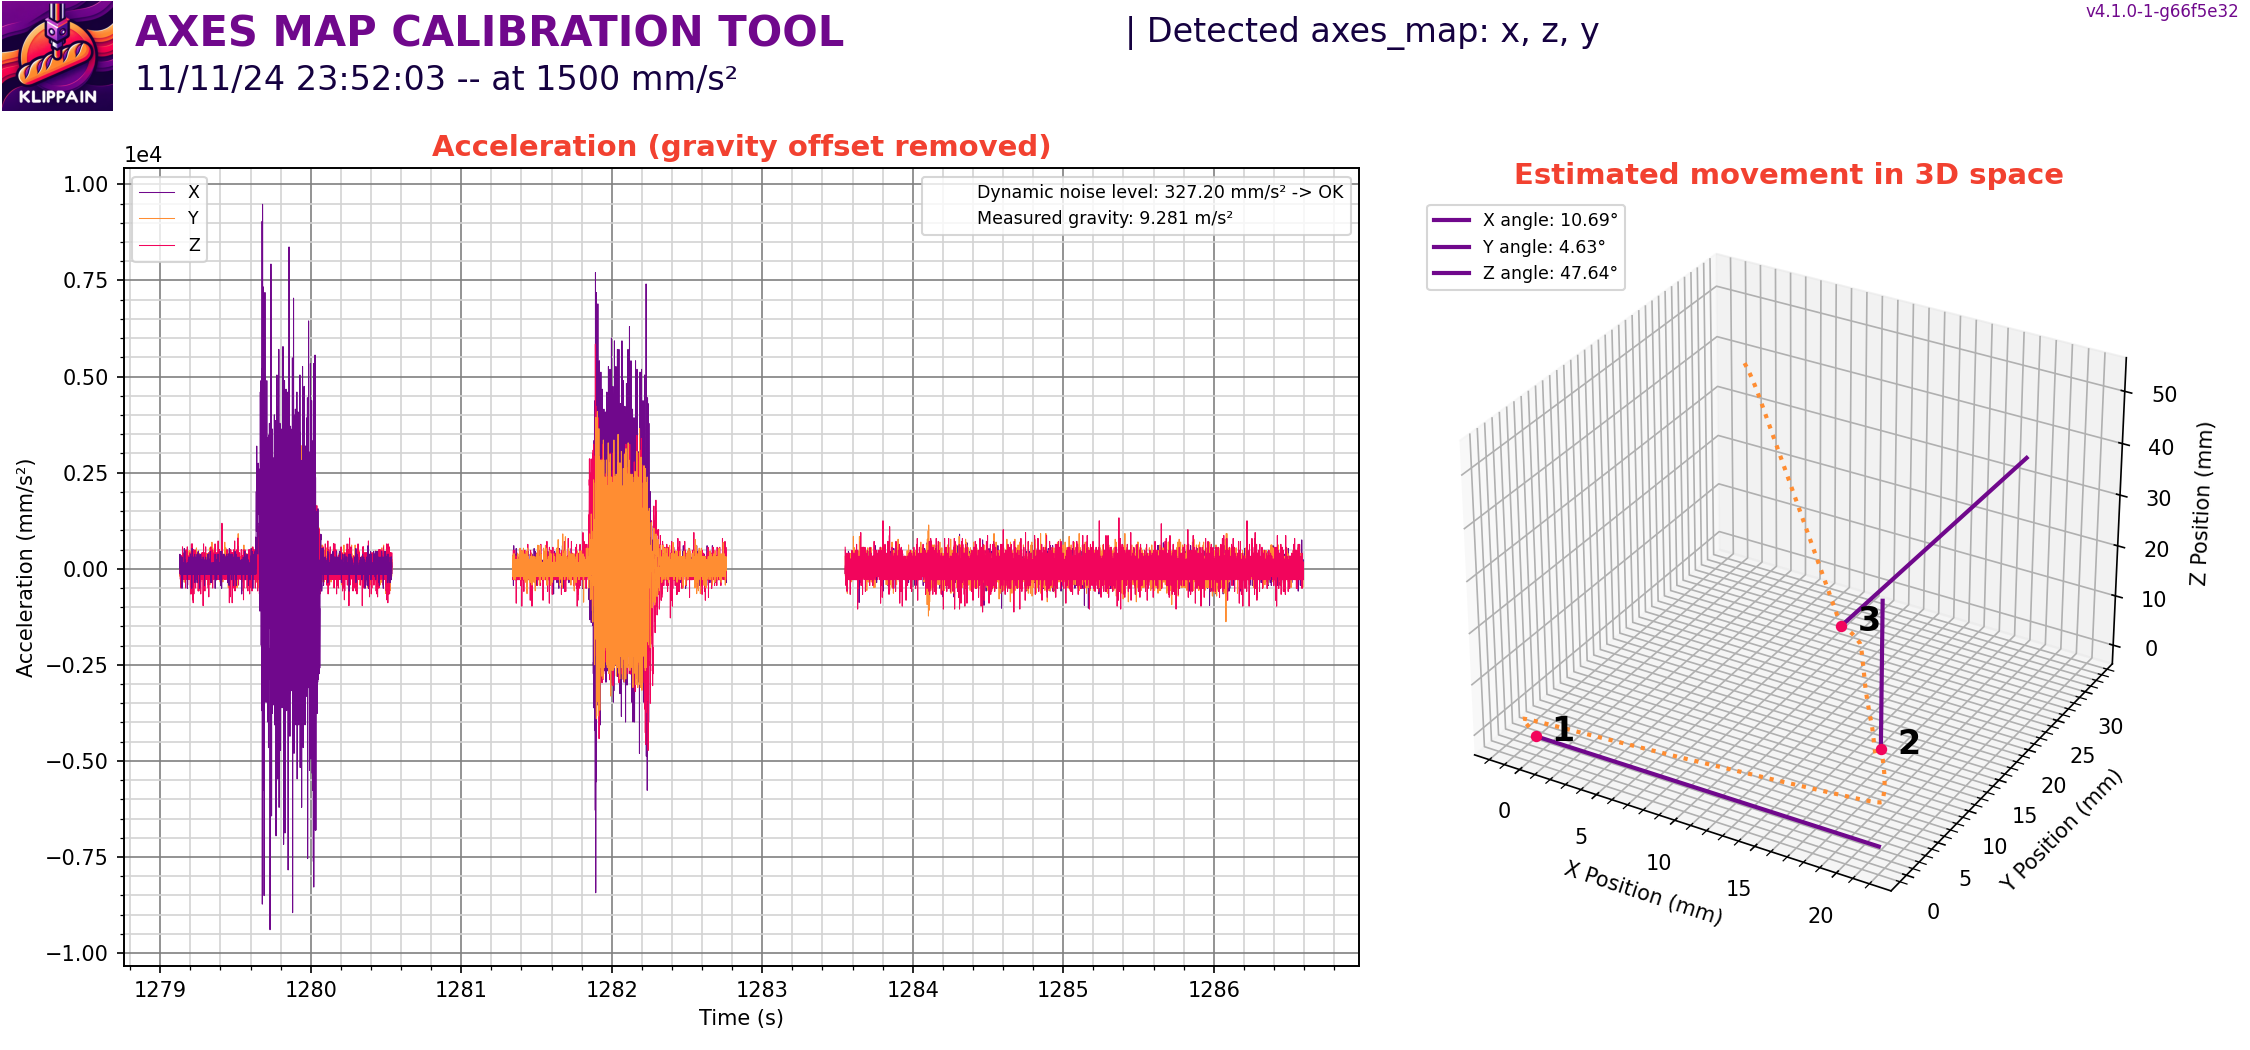 AXES MAP CALIBRATION TOOL
| Detected axes_map: x, z, y
v4.1.0-1-g66f5e32
11/11/24 23:52:03 -- at 1500 mm/s²
KLIPPAIN
Acceleration (gravity offset removed)
1e4
X
Y
Z
Dynamic noise level: 327.20 mm/s² -> OK
Measured gravity: 9.281 m/s²
1.00
0.75
0.50
0.25
0.00
−0.25
−0.50
−0.75
−1.00
Acceleration (mm/s²)
1279
1280
1281
1282
1283
1284
1285
1286
Time (s)
Estimated movement in 3D space
X angle: 10.69°
Y angle: 4.63°
Z angle: 47.64°
1
2
3
0
5
10
15
20
X Position (mm)
0
5
10
15
20
25
30
Y Position (mm)
0
10
20
30
40
50
Z Position (mm)